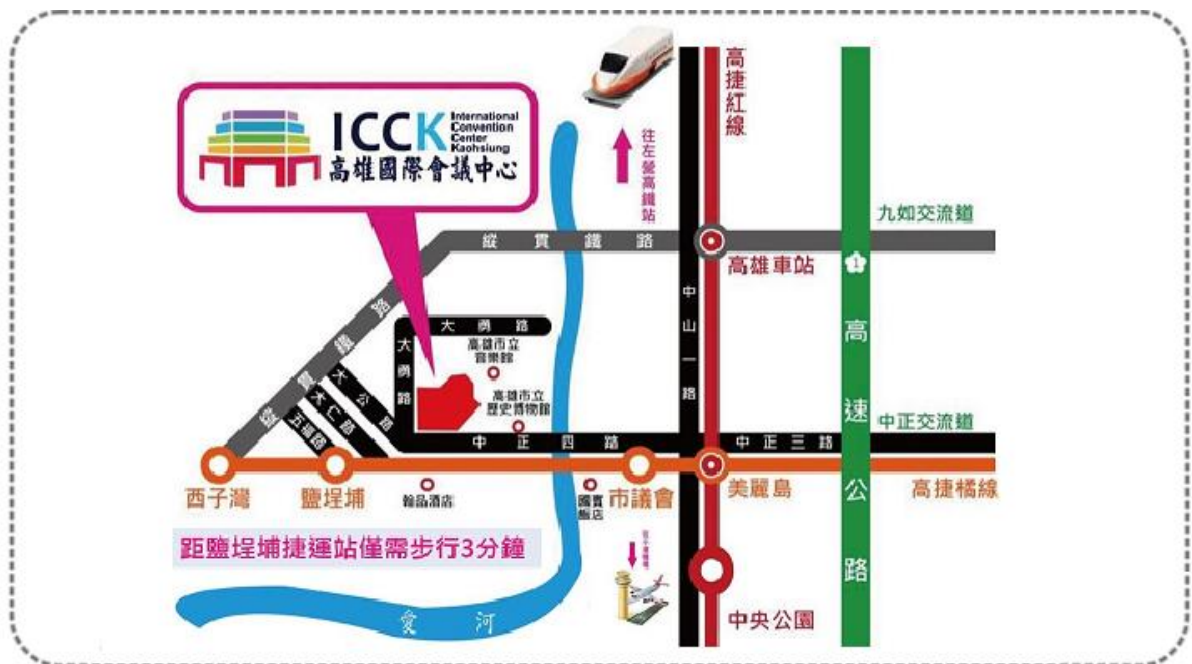 ICCK
International
Convention
Center
Kaohsiung
高雄國際會議中心
往左營高鐵站
高捷紅線
九如交流道
縱貫鐵路
高雄車站
1
高速公路
中山一路
縱貫鐵路
大勇路
大勇路
高雄市立
音樂館
高雄市立
歷史博物館
大公路
大仁路
五福路
中正四路
中正三路
中正交流道
西子灣
鹽埕埔
翰品酒店
國賓
飯店
市議會
美麗島
高捷橘線
距鹽埕埔捷運站僅需步行3分鐘
愛河
中央公園